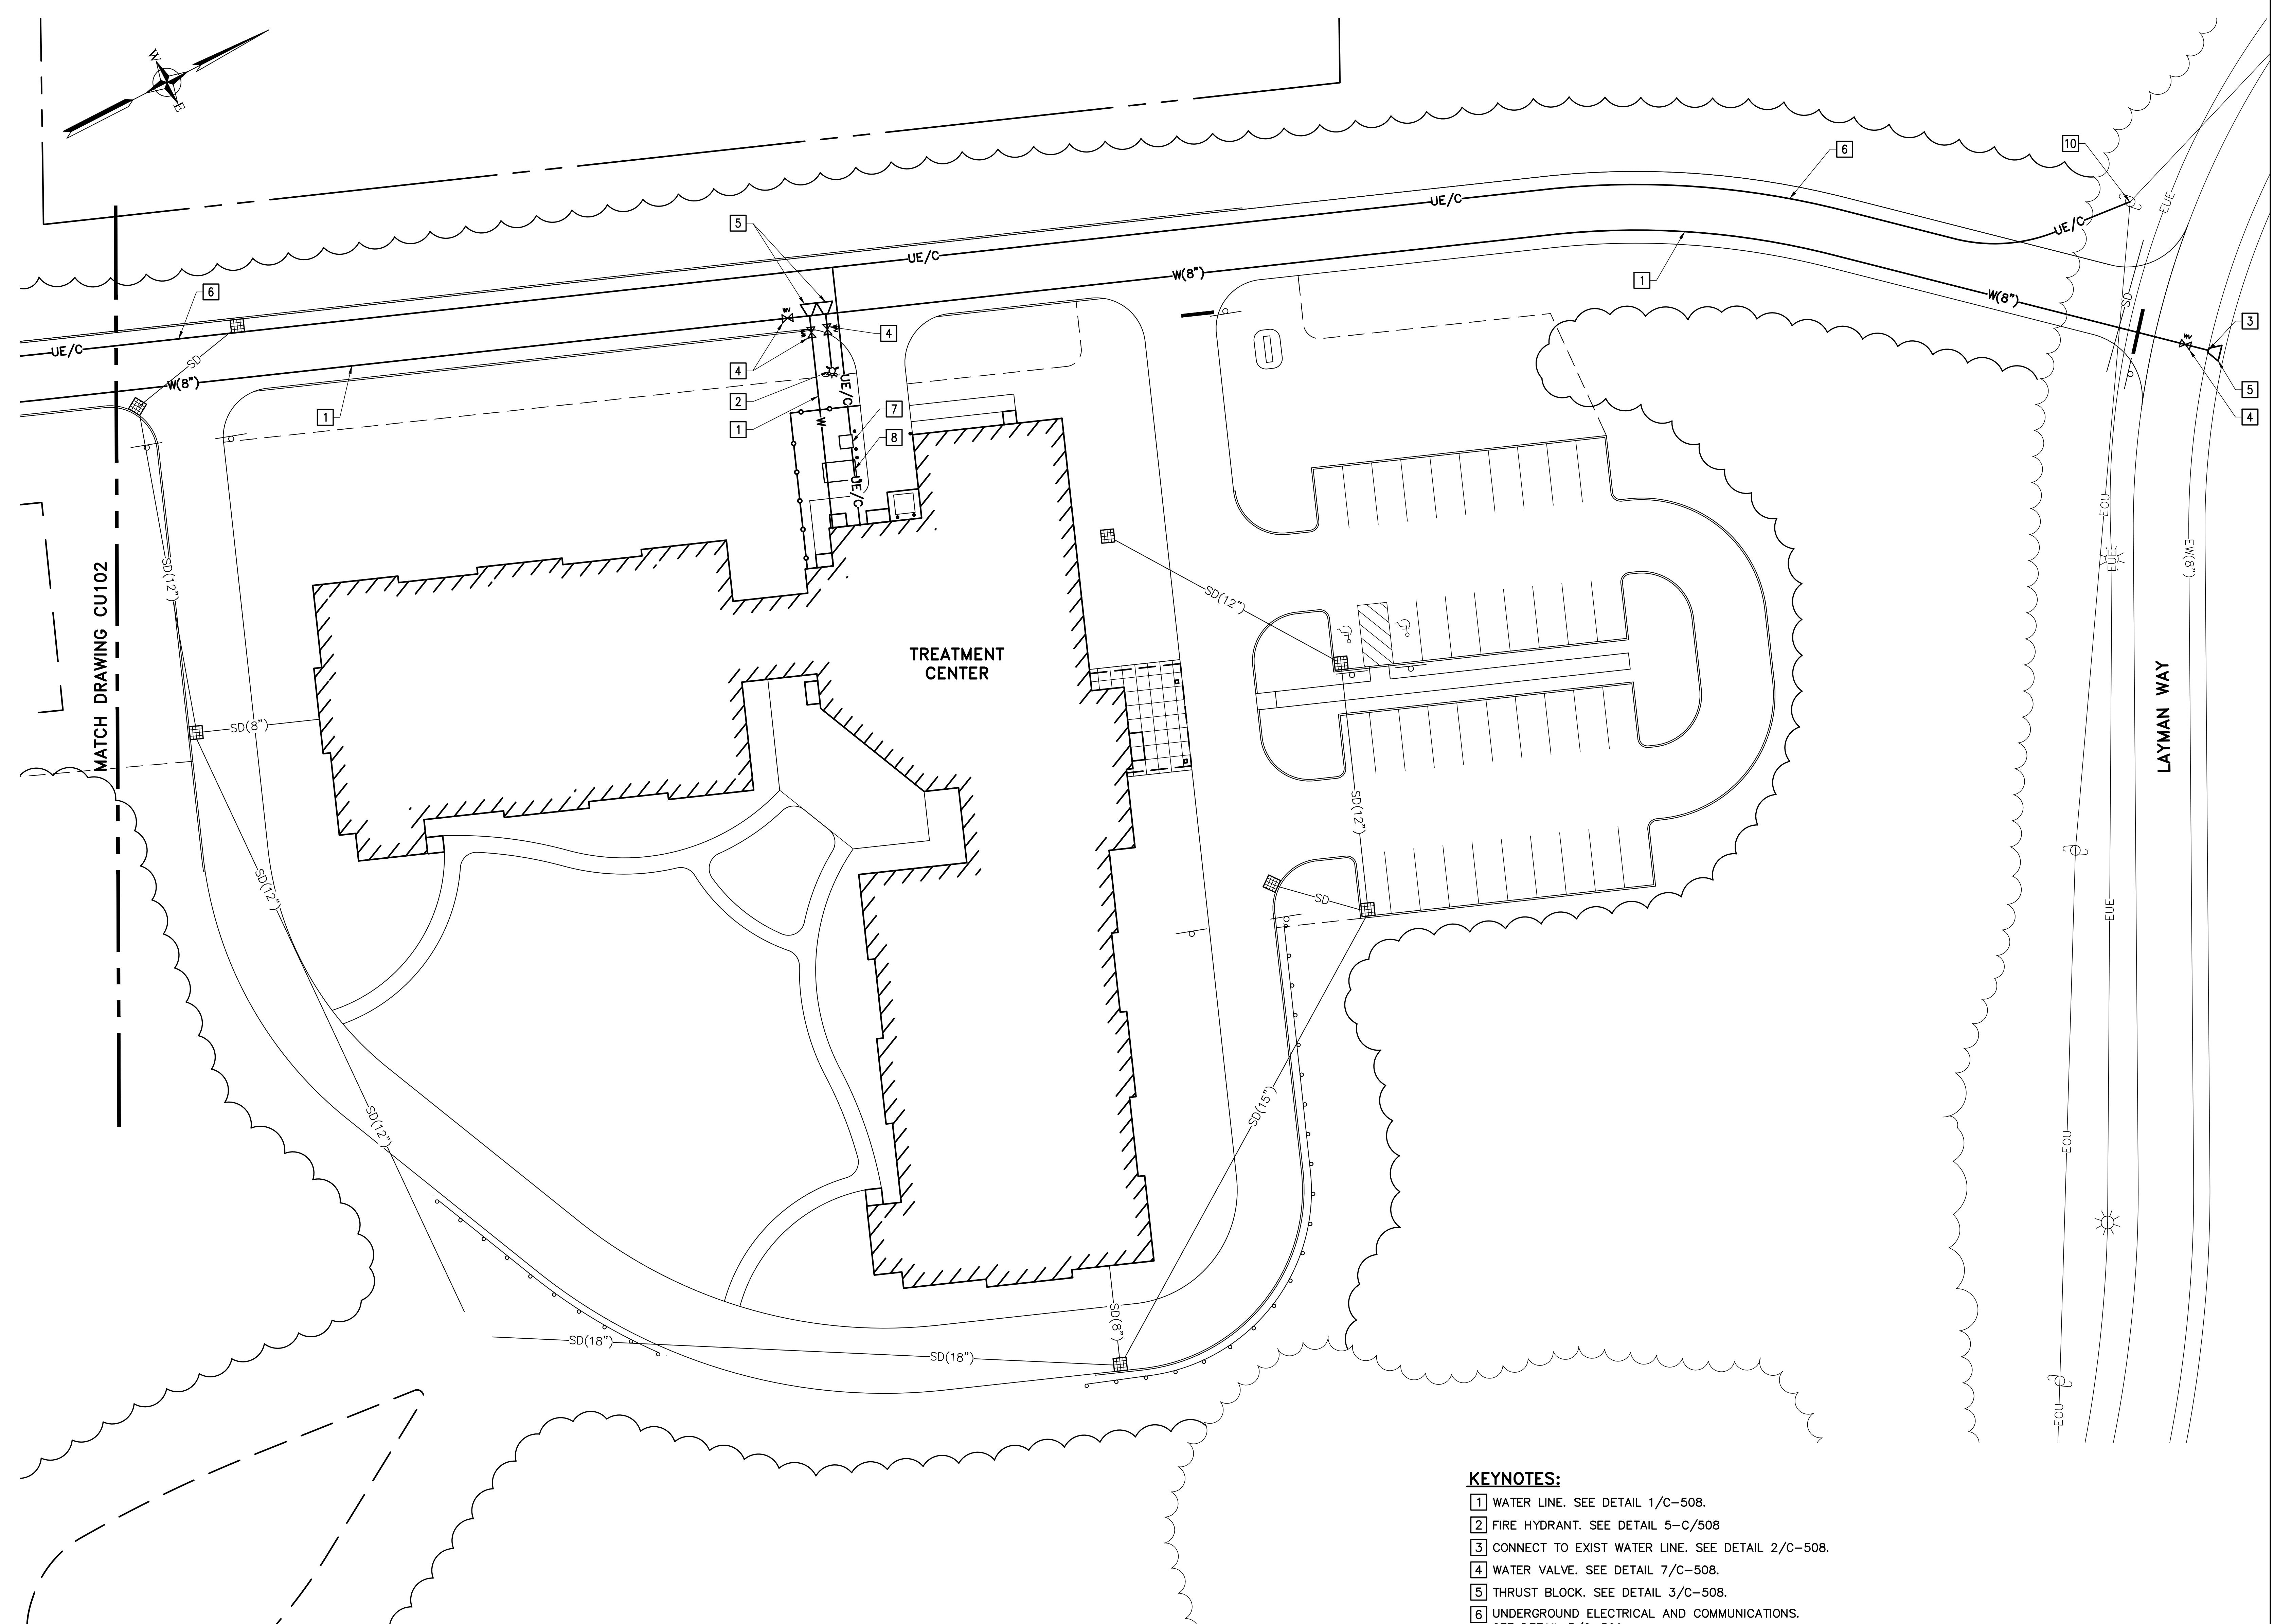 W
E
10
6
EUE
5
UE/C
UE/C
UE/C
6
W(8")
1
W(8")
SD
3
4
WV
WV
UE/C
SD
W(8")
4
5
2
UE/C
7
1
1
W
8
4
UE/C
EOU
EUE
EW(8")
MATCH DRAWING CU102
SD(12")
SD(12")
TREATMENT
CENTER
LAYMAN WAY
SD(8")
SD(12")
SD(12")
SD
EUE
SD(12")
SD(15")
EOU
SD(8")
SD(18")
SD(18")
EOU
KEYNOTES:
1 WATER LINE. SEE DETAIL 1/C-508.
2 FIRE HYDRANT. SEE DETAIL 5-C/508
3 CONNECT TO EXIST WATER LINE. SEE DETAIL 2/C-508.
4 WATER VALVE. SEE DETAIL 7/C-508.
5 THRUST BLOCK. SEE DETAIL 3/C-508.
6 UNDERGROUND ELECTRICAL AND COMMUNICATIONS.